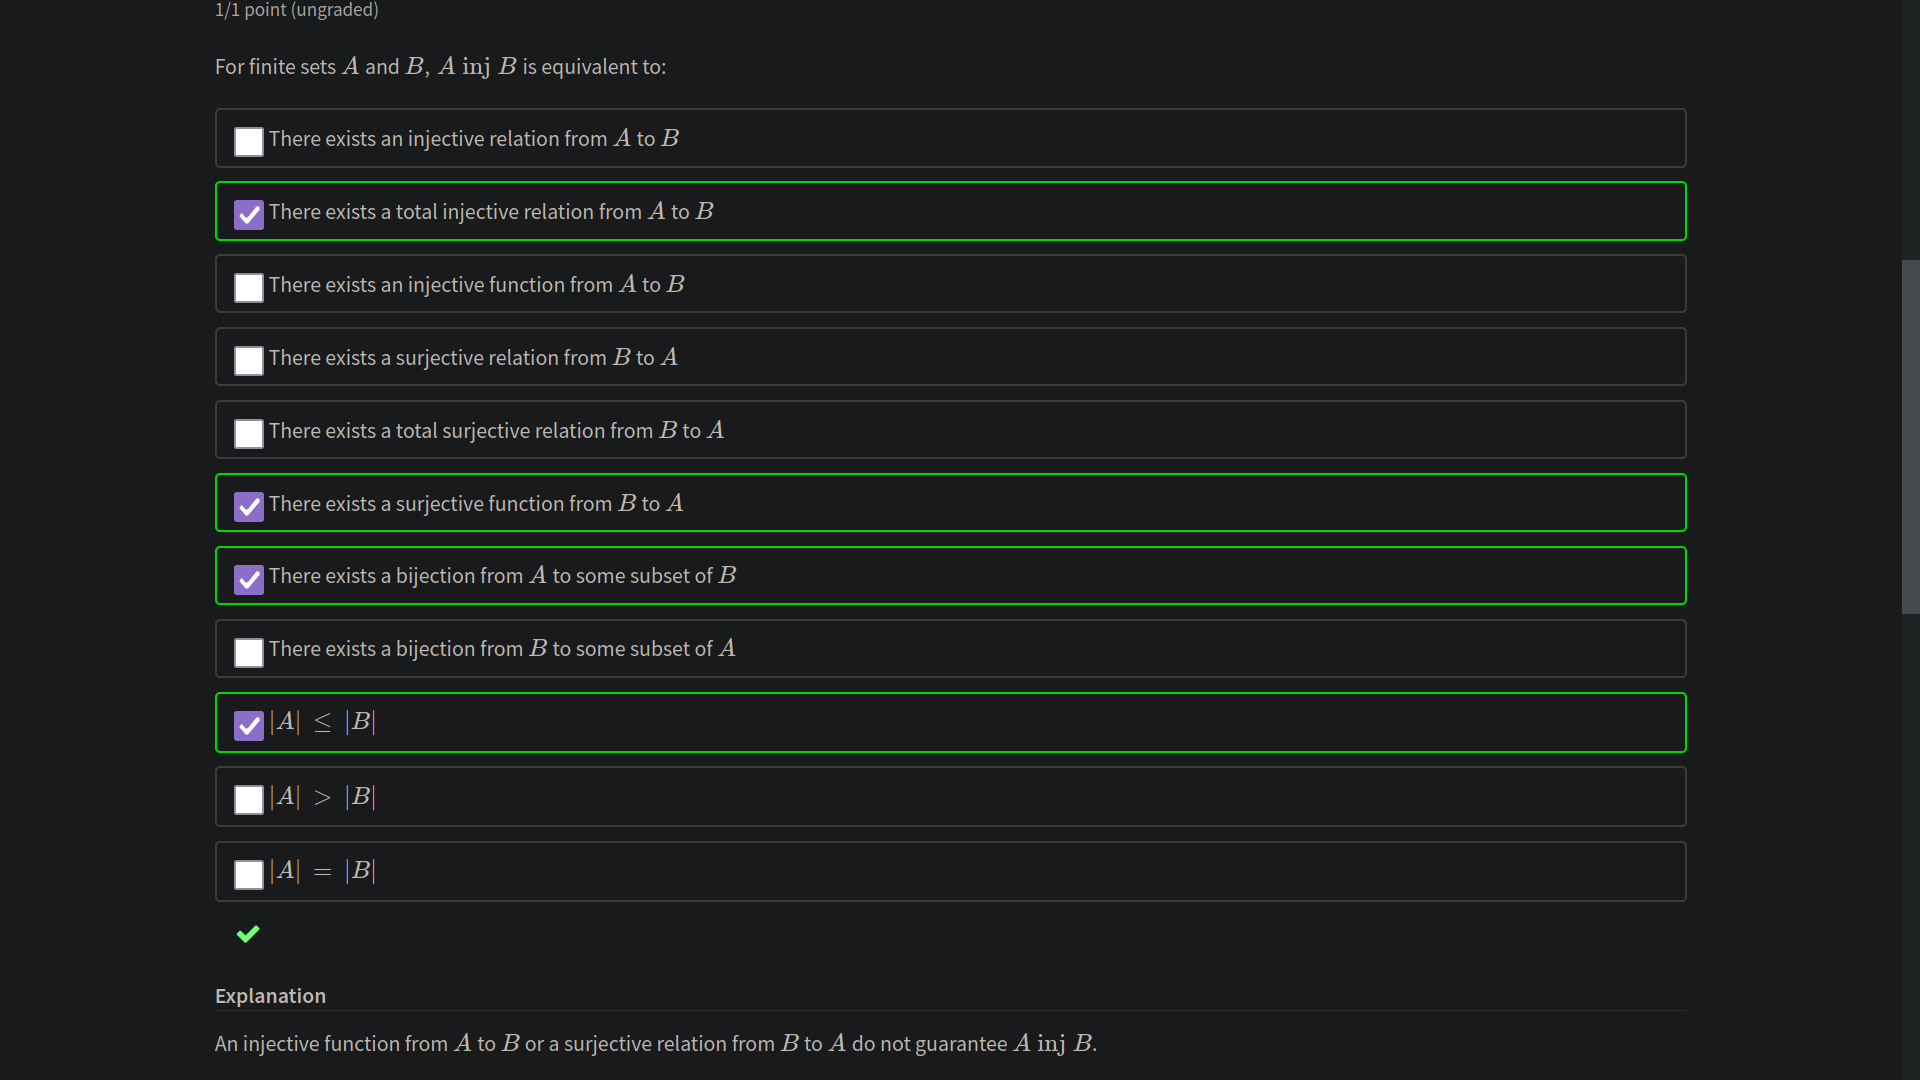 1/1 point (ungraded)
For finite sets A and B, A inj B is equivalent to:
There exists an injective relation from A to B
There exists a total injective relation from A to B
There exists an injective function from A to B
There exists a surjective relation from B to A
There exists a total surjective relation from B to A
There exists a surjective function from B to A
There exists a bijection from A to some subset of B
There exists a bijection from B to some subset of A
|A| ≤ |B|
|A| > |B|
|A| = |B|
Explanation
An injective function from A to B or a surjective relation from B to A do not guarantee A inj B.